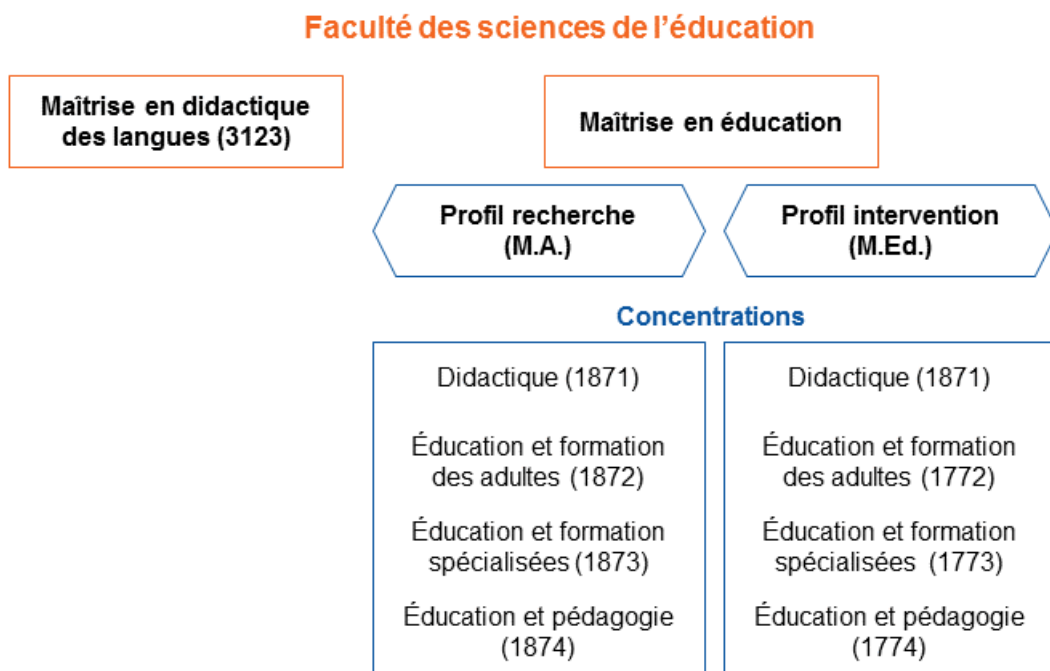 Faculté des sciences de l'éducation
Maîtrise en didactique
des langues (3123)
Maîtrise en éducation
Profil recherche
(M.A.)
Profil intervention
(M.Ed.)
Concentrations
Didactique (1871)
Éducation et formation
des adultes (1872)
Éducation et formation
spécialisées (1873)
Éducation et pédagogie
(1874)
Didactique (1871)
Éducation et formation
des adultes (1772)
Éducation et formation
spécialisées (1773)
Éducation et pédagogie
(1774)